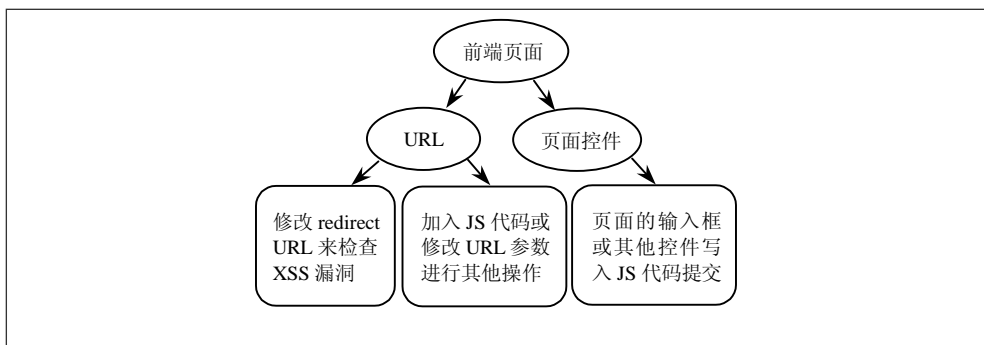 前端页面
URL
页面控件
修改 redirect
URL 来检查
XSS 漏洞
加入 JS 代码或
修改 URL 参数
进行其他操作
页面的输入框
或其他控件写
入 JS 代码提交